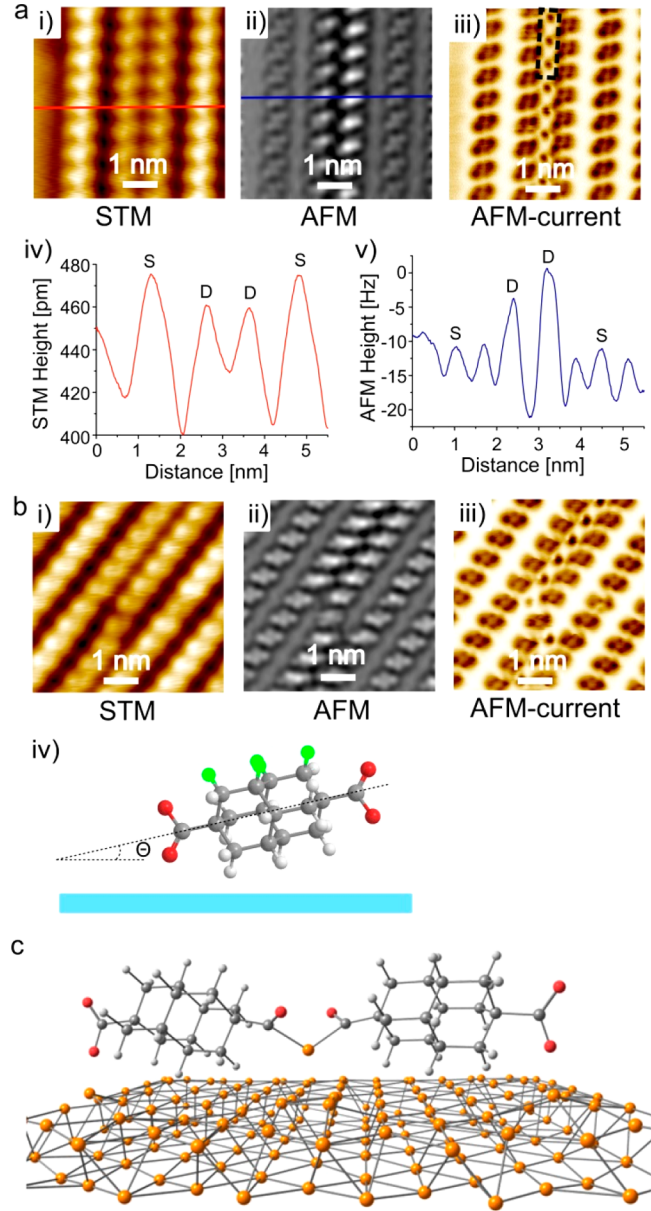 a
i)
ii)
iii)
1 nm
1 nm
1 nm
STM
AFM
AFM-current
iv)
v)
S
D
D
S
480
460
440
420
400
STM Height [pm]
0
1
2
3
4
5
Distance [nm]
D
D
S
S
0
-5
-10
-15
-20
AFM Height [Hz]
0
1
2
3
4
5
Distance [nm]
b
i)
ii)
iii)
1 nm
1 nm
1 nm
STM
AFM
AFM-current
iv)
Θ
c